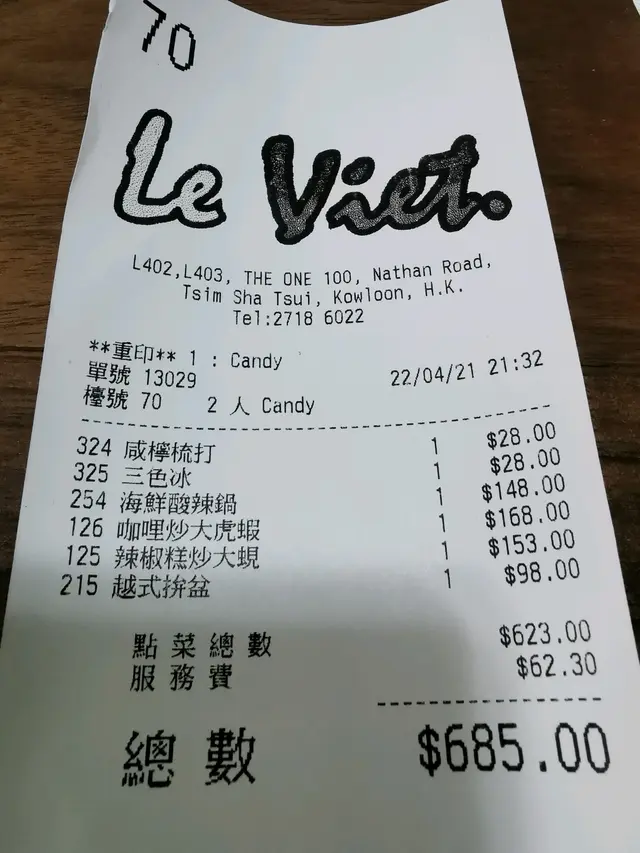 70
Le Viet.
L402,L403, THE ONE 100, Nathan Road,
Tsim Sha Tsui, Kowloon, H.K.
Tel:2718 6022
**重印** 1 : Candy
單號 13029 22/04/21 21:32
檯號 70 2 人 Candy
324 咸檸梳打 1 $28.00
325 三色冰 1 $28.00
254 海鮮酸辣鍋 1 $148.00
126 咖哩炒大虎蝦 1 $168.00
125 辣椒糕炒大蜆 1 $153.00
215 越式拚盆 1 $98.00
點菜總數 $623.00
服務費 $62.30
總數 $685.00